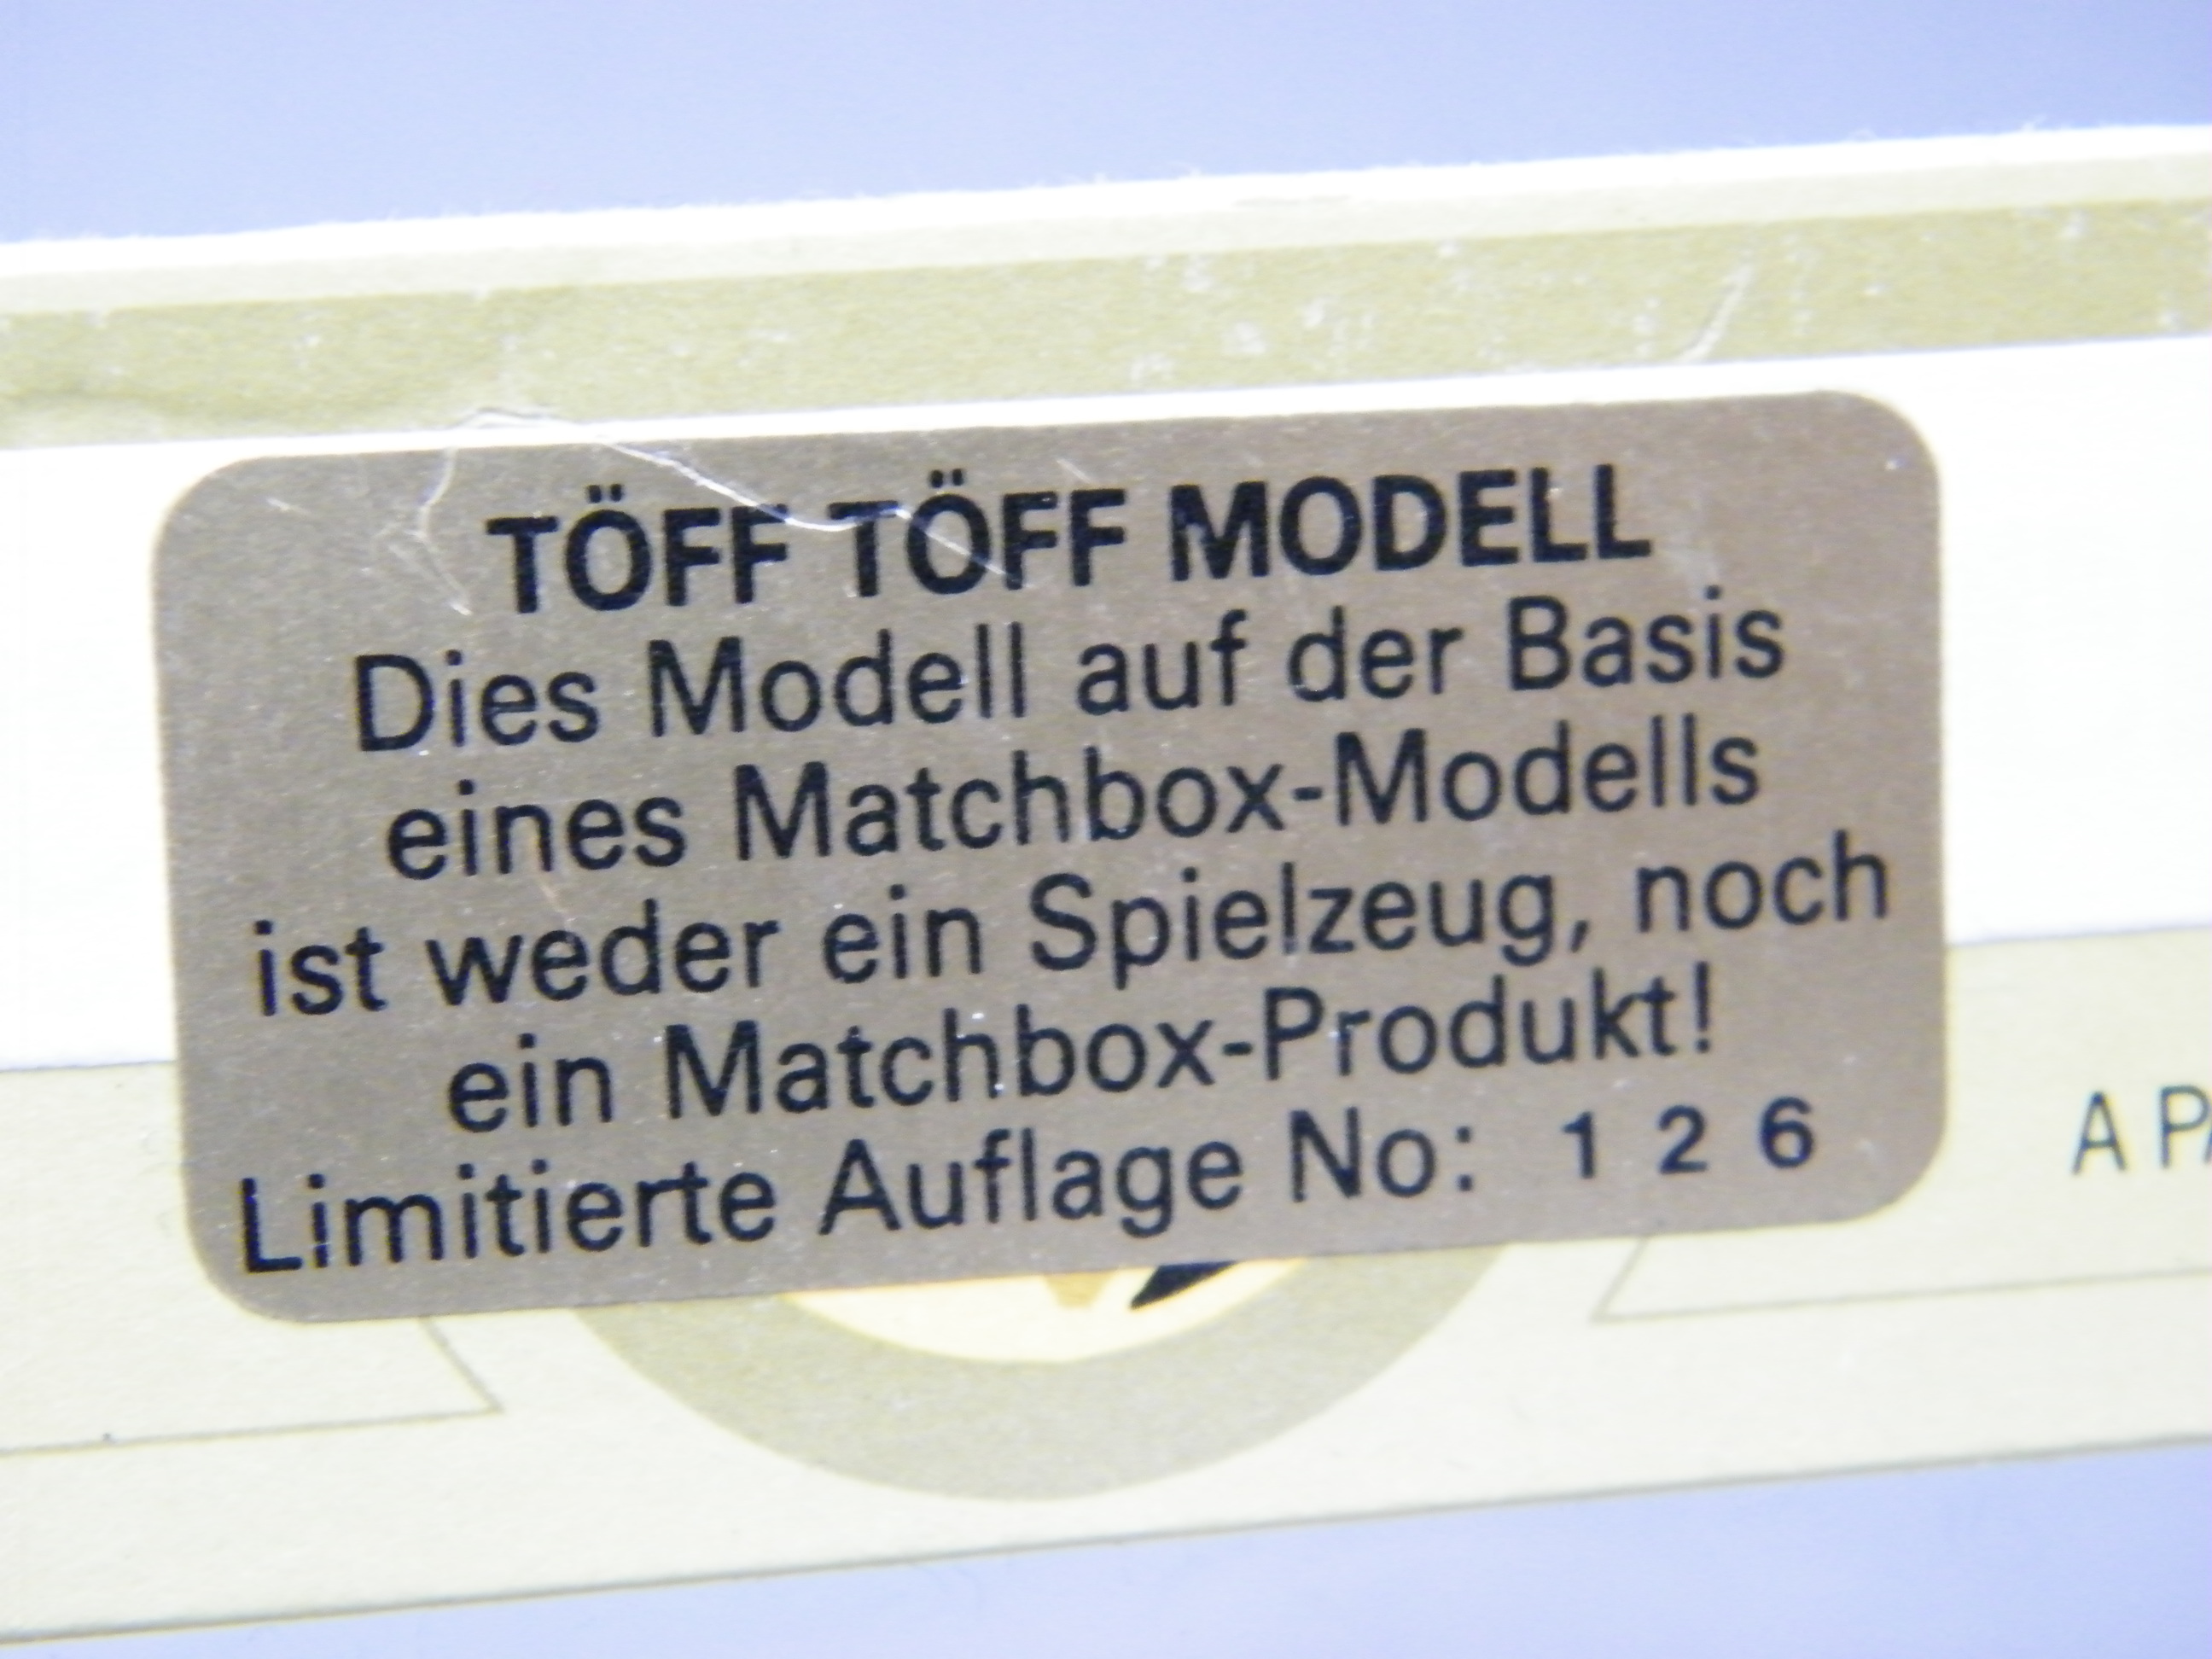 TÖFF TÖFF MODELL
Dies Modell auf der Basis
eines Matchbox-Modells
ist weder ein Spielzeug, noch
ein Matchbox-Produkt!
Limitierte Auflage No: 1 2 6
A